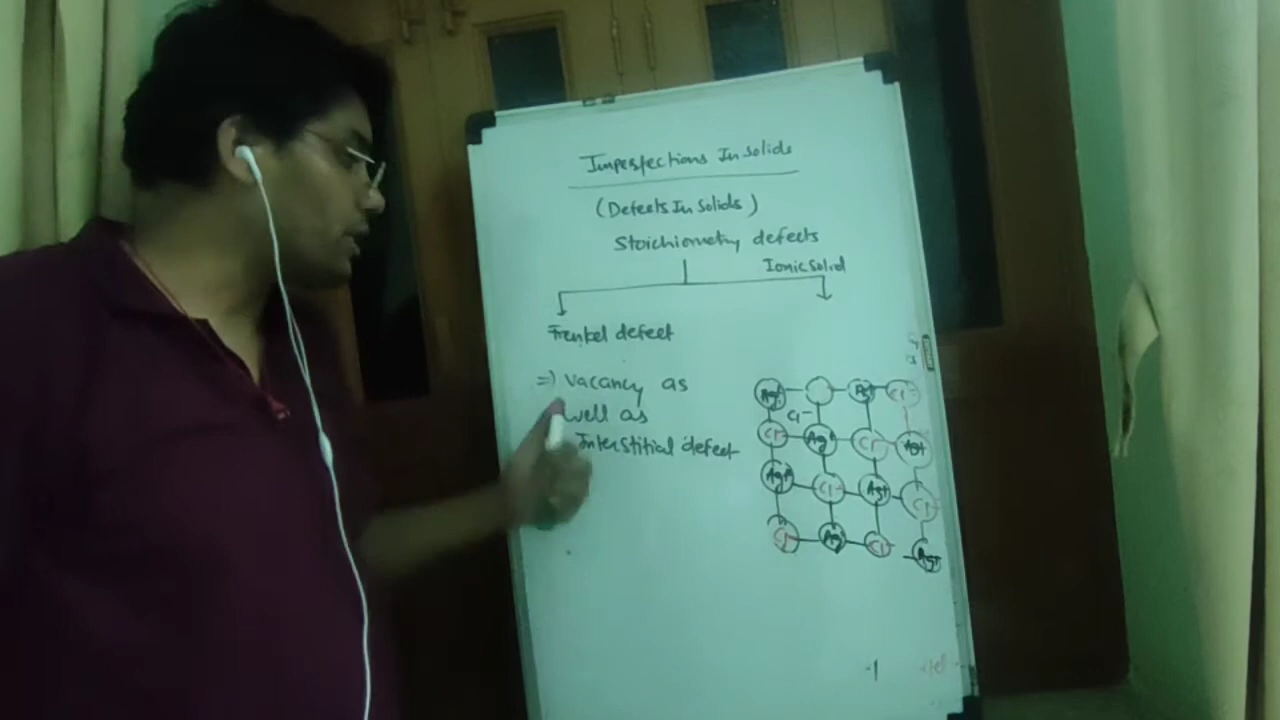 Imperfections In Solids
(Defects In Solids)
Stoichiometry defects
Ionic Solid
Frenkel defect
=) Vacancy as
well as
Interstitial defect
Ag+ Ag+ Cl-
Cl-
Cl- Ag+ Cl- Ag+
Ag+ Cl- Ag+ Cl-
Cl- Ag+ Cl- Ag+